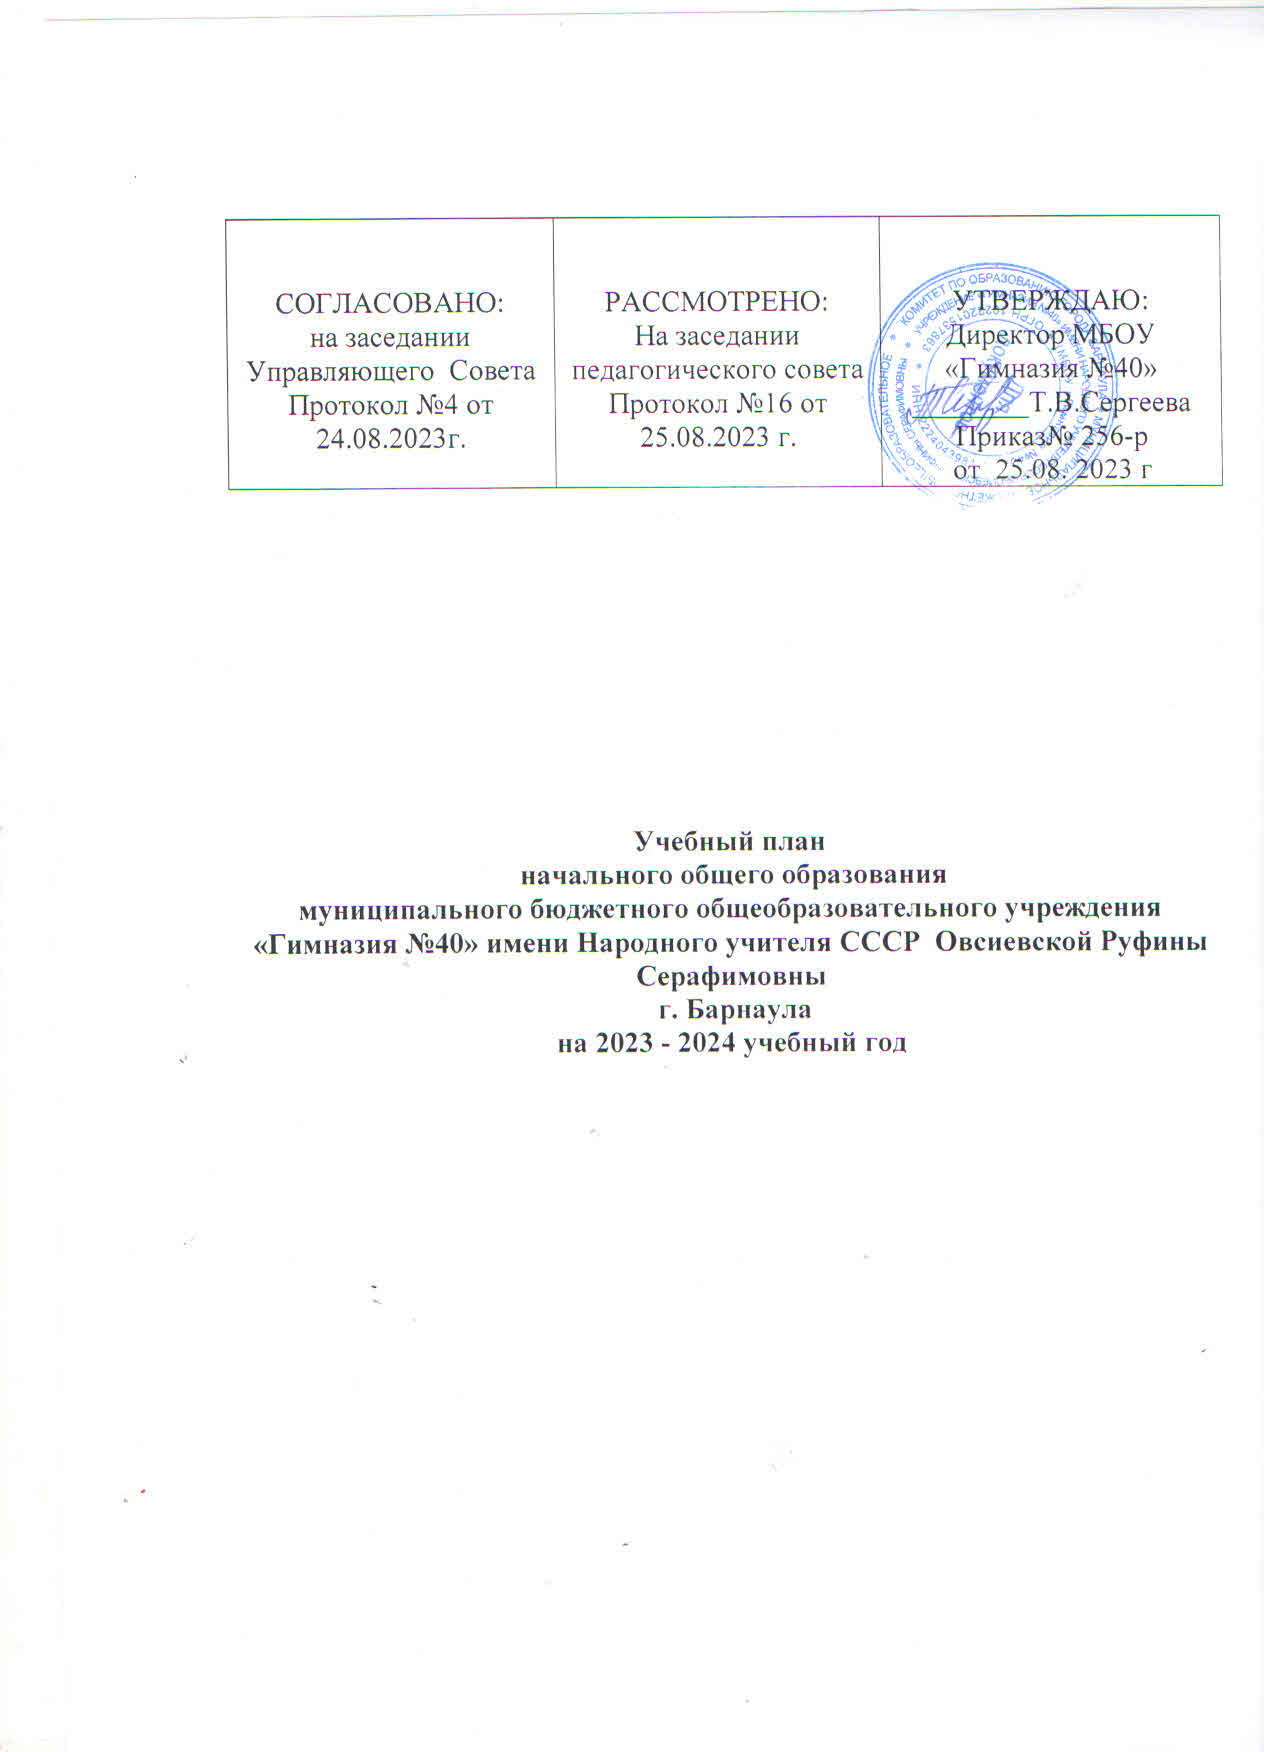 СОГЛАСОВАНО:
на заседании
Управляющего Совета
Протокол №4 от
24.08.2023г.
РАССМОТРЕНО:
На заседании
педагогического совета
Протокол №16 от
25.08.2023 г.
УТВЕРЖДАЮ:
Директор МБОУ
«Гимназия №40»
Т.В.Сергеева
Приказ№ 256-р
от 25.08. 2023 г
КОМИТЕТ ПО ОБРАЗОВАНИЮ
Учебный план
начального общего образования
муниципального бюджетного общеобразовательного учреждения
«Гимназия №40» имени Народного учителя СССР Овсиевской Руфины
Серафимовны
г. Барнаула
на 2023 - 2024 учебный год